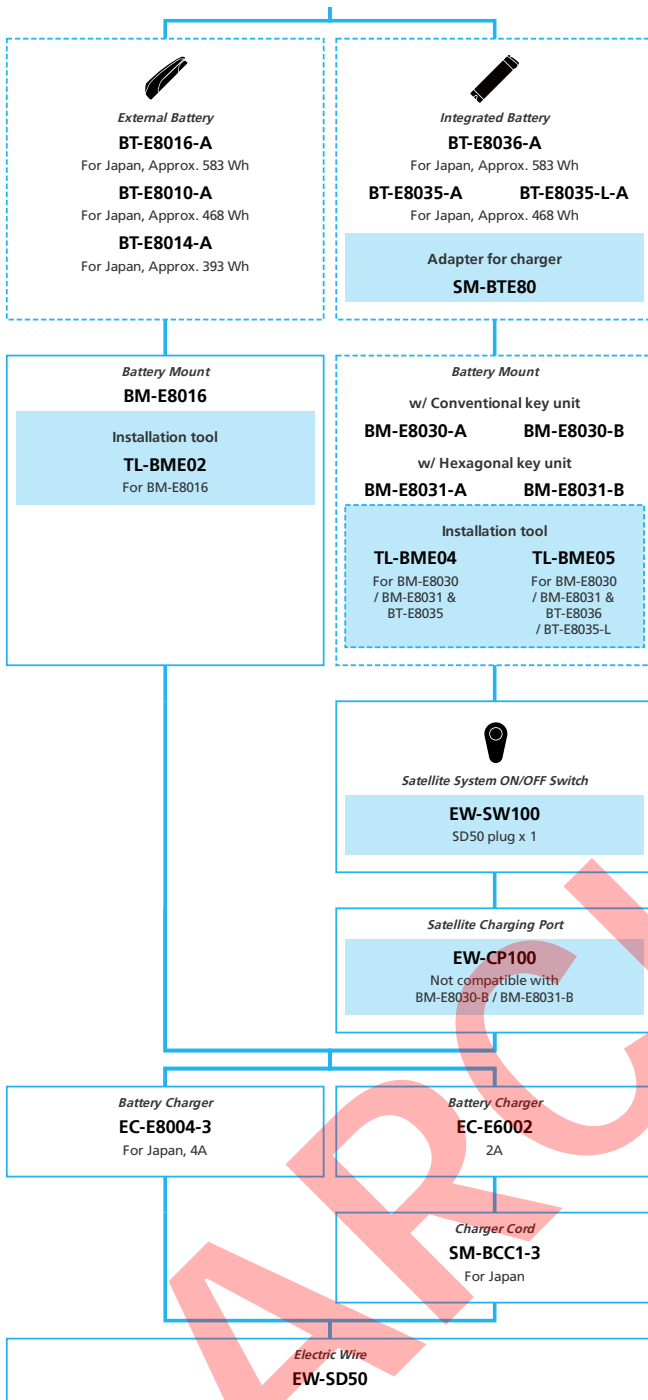 External Battery
BT-E8016-A
For Japan, Approx. 583 Wh
BT-E8010-A
For Japan, Approx. 468 Wh
BT-E8014-A
For Japan, Approx. 393 Wh
Integrated Battery
BT-E8036-A
For Japan, Approx. 583 Wh
BT-E8035-A BT-E8035-L-A
For Japan, Approx. 468 Wh
Adapter for charger
SM-BTE80
Battery Mount
BM-E8016
Installation tool
TL-BME02
For BM-E8016
Battery Mount
w/ Conventional key unit
BM-E8030-A BM-E8030-B
w/ Hexagonal key unit
BM-E8031-A BM-E8031-B
Installation tool
TL-BME04
For BM-E8030
/ BM-E8031 &
BT-E8035
TL-BME05
For BM-E8030
/ BM-E8031 &
BT-E8036
/ BT-E8035-L
Satellite System ON/OFF Switch
EW-SW100
SD50 plug x 1
Satellite Charging Port
EW-CP100
Not compatible with
BM-E8030-B / BM-E8031-B
Battery Charger
EC-E8004-3
For Japan, 4A
Battery Charger
EC-E6002
2A
Charger Cord
SM-BCC1-3
For Japan
Electric Wire
EW-SD50
ARCI